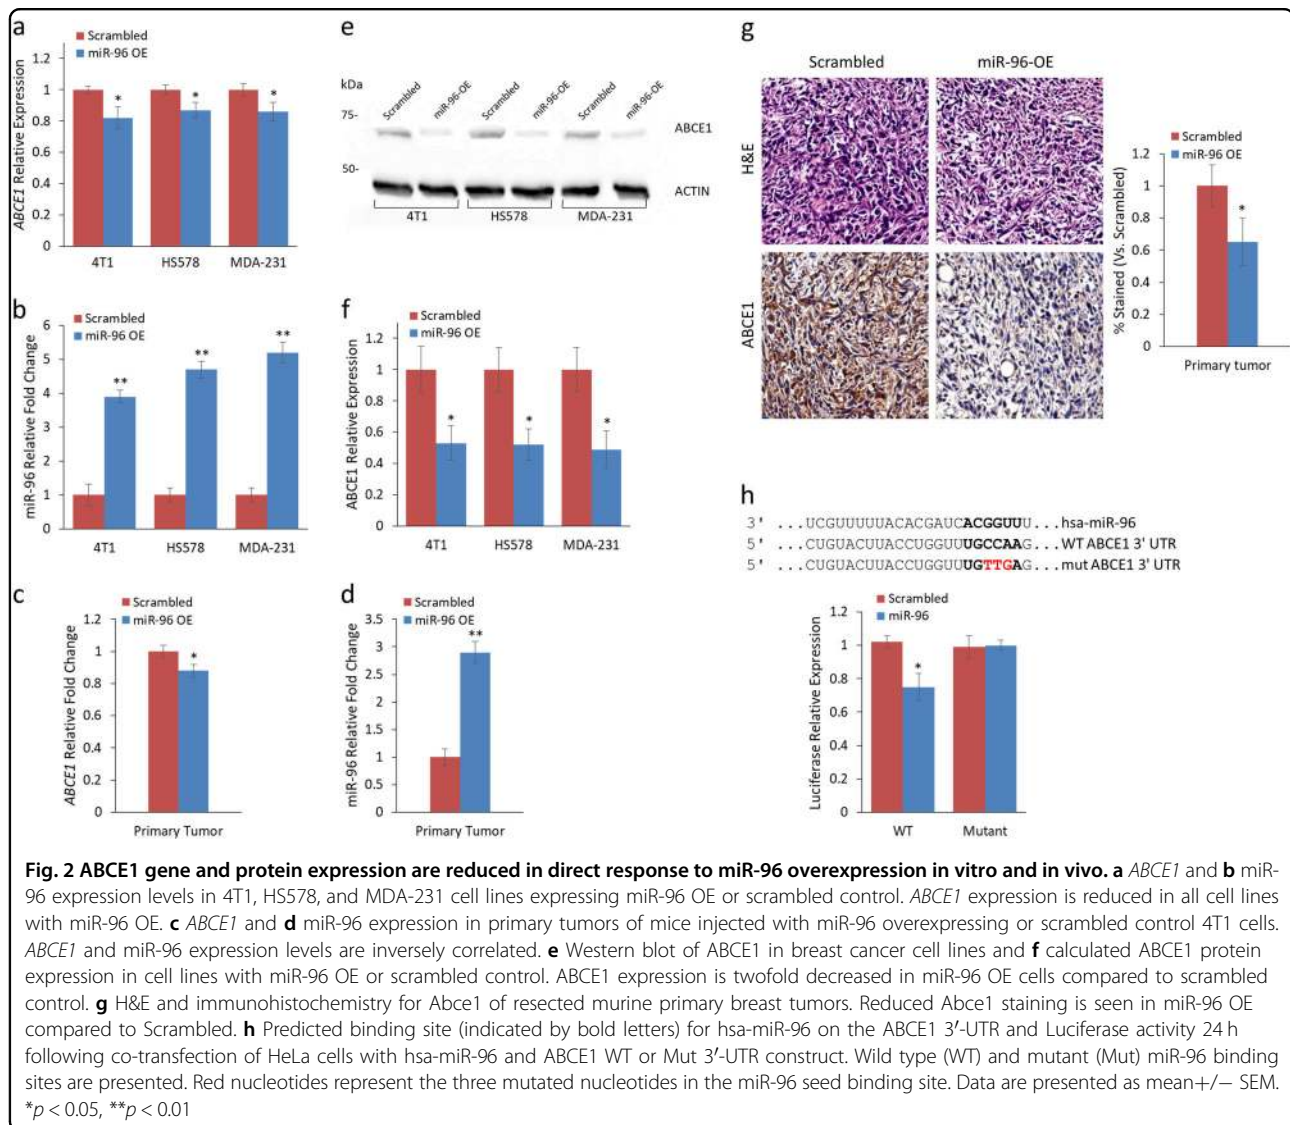 a
Scrambled
miR-96 OE
ABCE1 Relative Expression
1.2
1
0.8
0.6
0.4
0.2
0
*
*
*
4T1 HS578 MDA-231
b
Scrambled
miR-96 OE
miR-96 Relative Fold Change
6
5
4
3
2
1
0
**
**
**
4T1 HS578 MDA-231
c
Scrambled
miR-96 OE
ABCE1 Relative Fold Change
1.2
1
0.8
0.6
0.4
0.2
0
*
Primary Tumor
d
Scrambled
miR-96 OE
miR-96 Relative Fold Change
3.5
3
2.5
2
1.5
1
0.5
0
**
Primary Tumor
e
kDa
75-
50-
Scrambled miR-96-OE Scrambled miR-96-OE Scrambled miR-96-OE
ABCE1
ACTIN
4T1 HS578 MDA-231
f
Scrambled
miR-96 OE
ABCE1 Relative Expression
1.2
1
0.8
0.6
0.4
0.2
0
*
*
*
4T1 HS578 MDA-231
g
Scrambled miR-96-OE
H&E
ABCE1
Scrambled
miR-96 OE
% Stained (Vs. Scrambled)
1.2
1
0.8
0.6
0.4
0.2
0
*
Primary tumor
h
3' ...UCGUUUUUACACGAUCACGGUUU...hsa-miR-96
5' ...CUGUACUUACCUGGUUUUGCCAAG...WT ABCE1 3' UTR
5' ...CUGUACUUACCUGGUUUUGTTGAG...mut ABCE1 3' UTR
Scrambled
miR-96
Luciferase Relative Expression
1.2
1
0.8
0.6
0.4
0.2
0
*
WT Mutant
Fig. 2 ABCE1 gene and protein expression are reduced in direct response to miR-96 overexpression in vitro and in vivo. a ABCE1 and b miR-
96 expression levels in 4T1, HS578, and MDA-231 cell lines expressing miR-96 OE or scrambled control. ABCE1 expression is reduced in all cell lines
with miR-96 OE. c ABCE1 and d miR-96 expression in primary tumors of mice injected with miR-96 overexpressing or scrambled control 4T1 cells.
ABCE1 and miR-96 expression levels are inversely correlated. e Western blot of ABCE1 in breast cancer cell lines and f calculated ABCE1 protein
expression in cell lines with miR-96 OE or scrambled control. ABCE1 expression is twofold decreased in miR-96 OE cells compared to scrambled
control. g H&E and immunohistochemistry for Abce1 of resected murine primary breast tumors. Reduced Abce1 staining is seen in miR-96 OE
compared to Scrambled. h Predicted binding site (indicated by bold letters) for hsa-miR-96 on the ABCE1 3′-UTR and Luciferase activity 24 h
following co-transfection of HeLa cells with hsa-miR-96 and ABCE1 WT or Mut 3′-UTR construct. Wild type (WT) and mutant (Mut) miR-96 binding
sites are presented. Red nucleotides represent the three mutated nucleotides in the miR-96 seed binding site. Data are presented as mean+/− SEM.
*p < 0.05, **p < 0.01